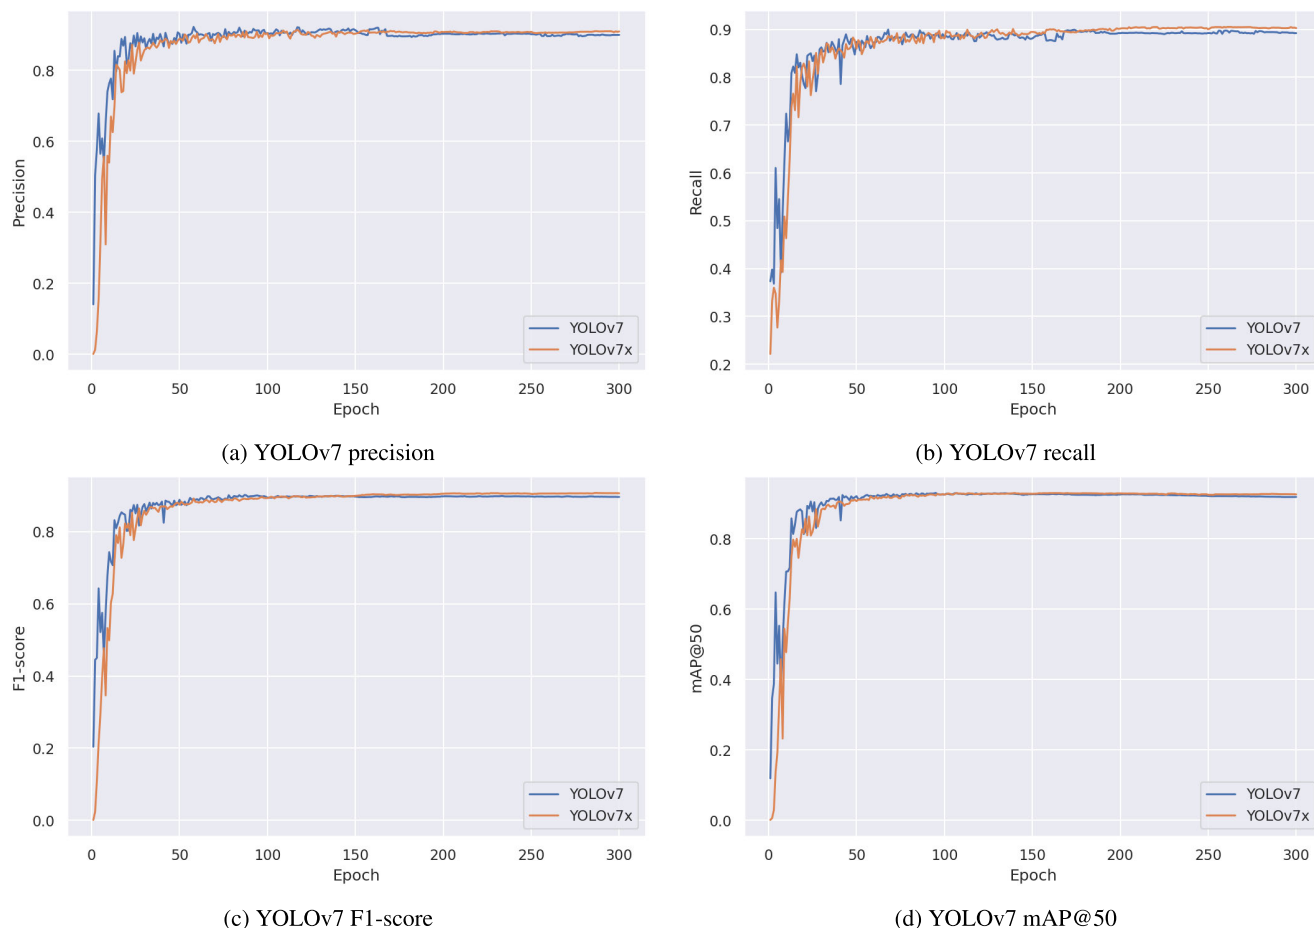 0.8
0.6
0.4
0.2
0.0
Precision
0 50 100 150 200 250 300
Epoch
YOLOv7
YOLOv7x
(a) YOLOv7 precision
0.9
0.8
0.7
0.6
0.5
0.4
0.3
0.2
Recall
0 50 100 150 200 250 300
Epoch
YOLOv7
YOLOv7x
(b) YOLOv7 recall
0.8
0.6
0.4
0.2
0.0
F1-score
0 50 100 150 200 250 300
Epoch
YOLOv7
YOLOv7x
(c) YOLOv7 F1-score
0.8
0.6
0.4
0.2
0.0
mAP@50
0 50 100 150 200 250 300
Epoch
YOLOv7
YOLOv7x
(d) YOLOv7 mAP@50